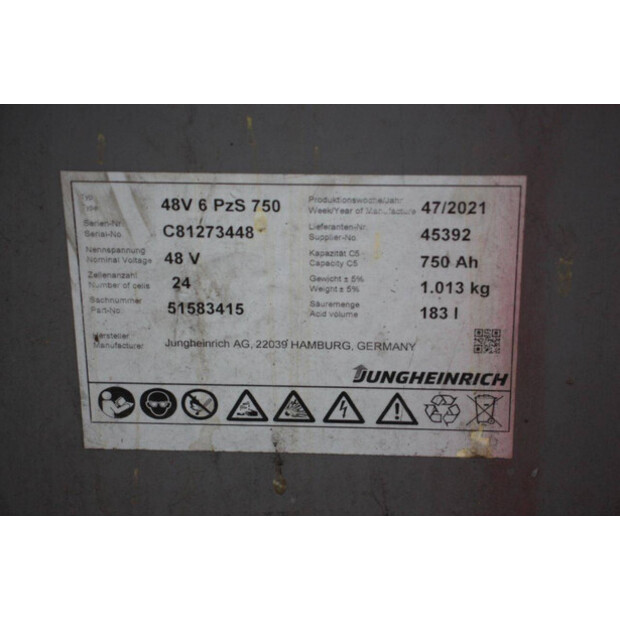 Typ
Type 48V 6 PzS 750
Serien-Nr.
Serial-No. C81273448
Nennspannung
Nominal Voltage 48 V
Zellenanzahl
Number of cells 24
Sachnummer
Part-No. 51583415
Produktionswoche/Jahr
Week/Year of Manufacture 47/2021
Lieferanten-Nr.
Supplier-No. 45392
Kapazität C5
Capacity C5 750 Ah
Gewicht ± 5%
Weight ± 5% 1.013 kg
Säuremenge
Acid volume 183 l
Hersteller
Manufacturer Jungheinrich AG, 22039 HAMBURG, GERMANY
JUNGHEINRICH